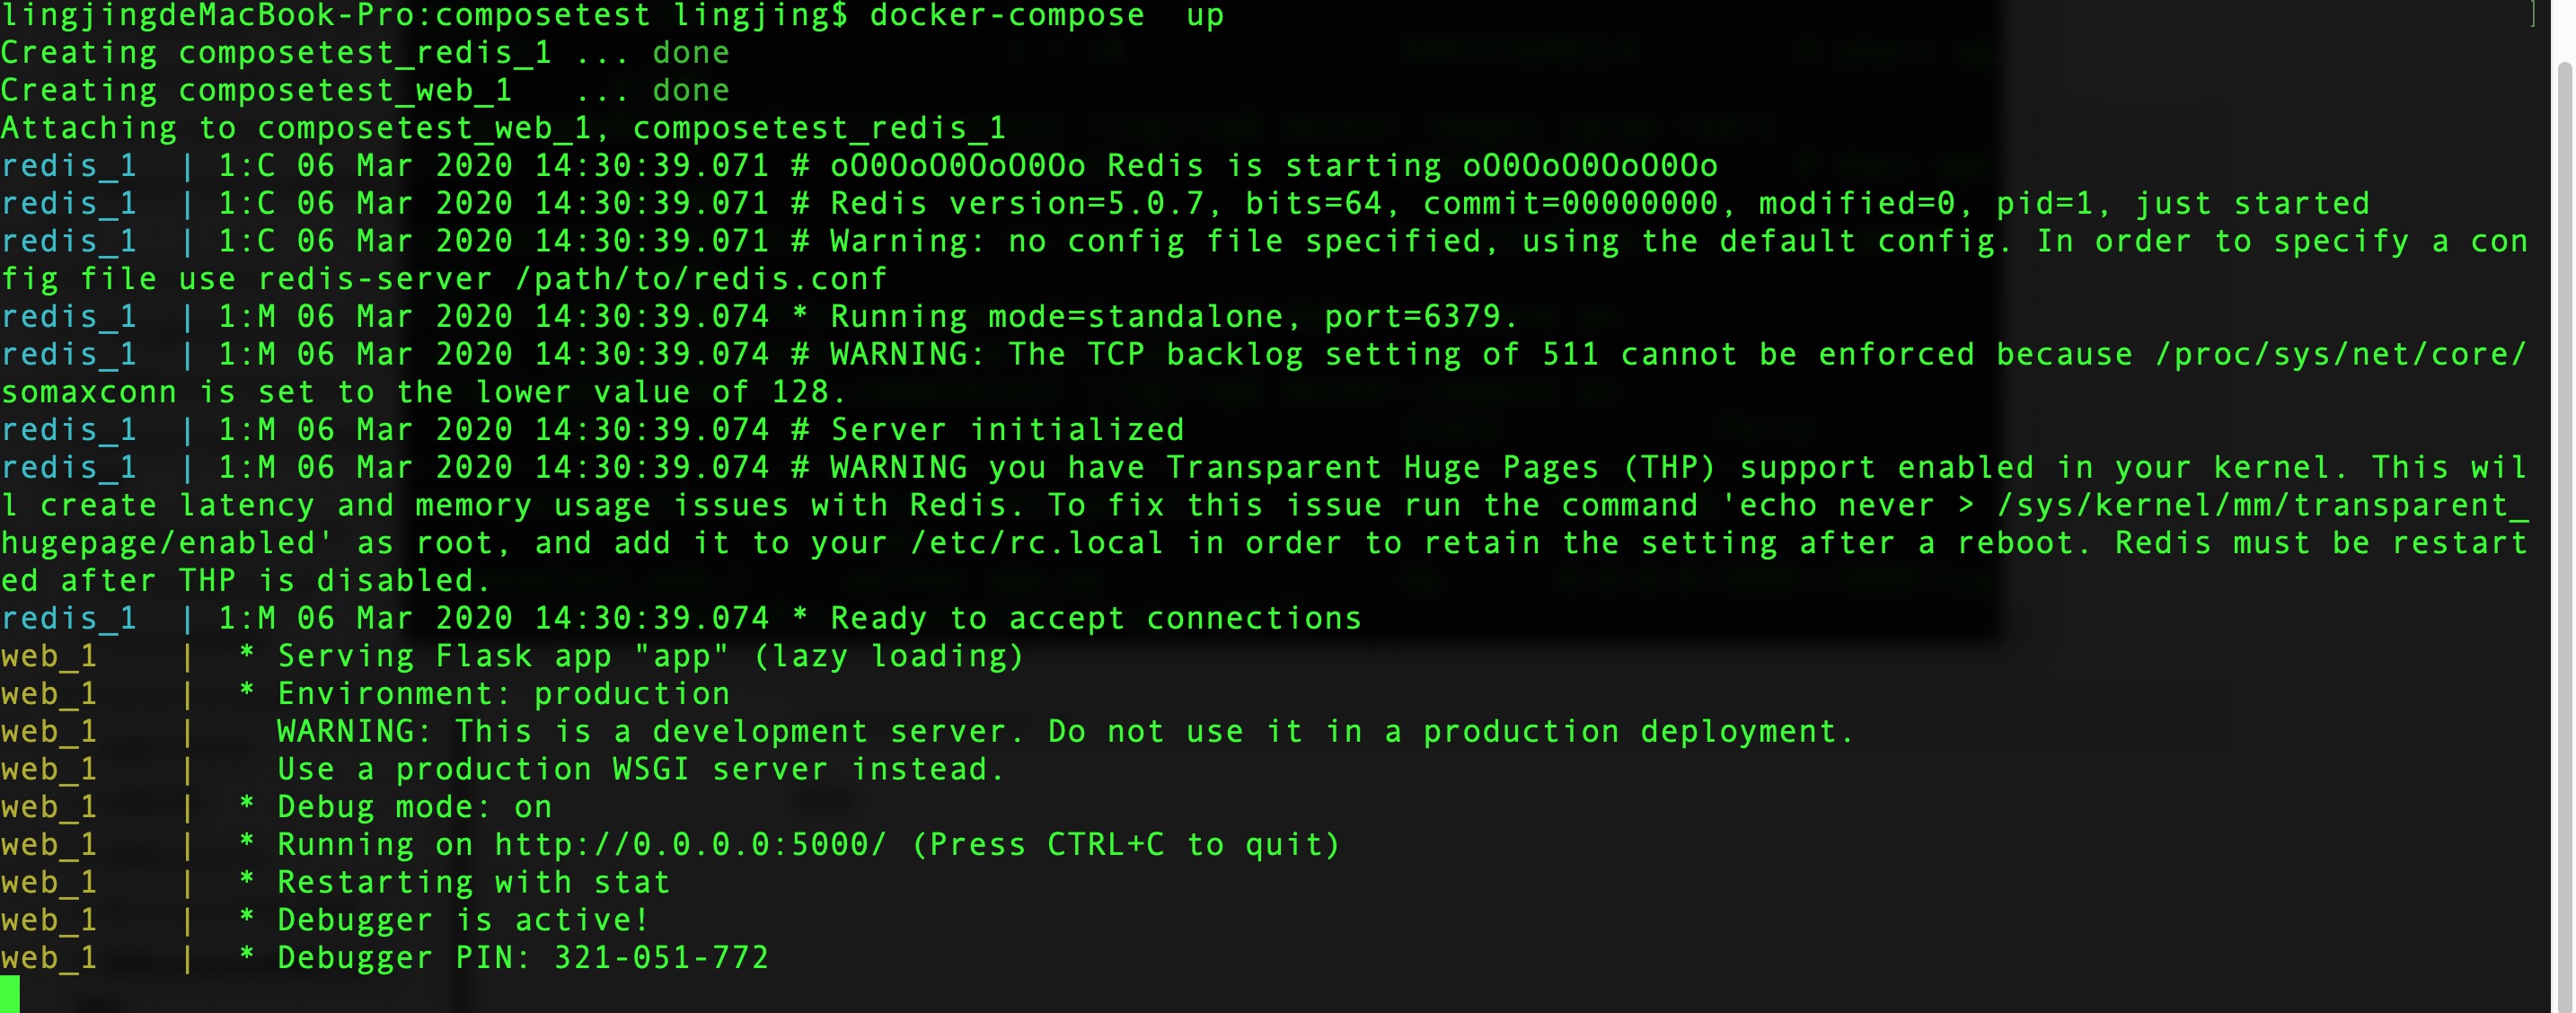 lingjingdeMacBook-Pro:composetest lingjing$ docker-compose  up ]
Creating composetest_redis_1 ... done
Creating composetest_web_1   ... done
Attaching to composetest_web_1, composetest_redis_1
redis_1  | 1:C 06 Mar 2020 14:30:39.071 # oO0OoO0OoO0Oo Redis is starting oO0OoO0OoO0Oo
redis_1  | 1:C 06 Mar 2020 14:30:39.071 # Redis version=5.0.7, bits=64, commit=00000000, modified=0, pid=1, just started
redis_1  | 1:C 06 Mar 2020 14:30:39.071 # Warning: no config file specified, using the default config. In order to specify a con
fig file use redis-server /path/to/redis.conf
redis_1  | 1:M 06 Mar 2020 14:30:39.074 * Running mode=standalone, port=6379.
redis_1  | 1:M 06 Mar 2020 14:30:39.074 # WARNING: The TCP backlog setting of 511 cannot be enforced because /proc/sys/net/core/
somaxconn is set to the lower value of 128.
redis_1  | 1:M 06 Mar 2020 14:30:39.074 # Server initialized
redis_1  | 1:M 06 Mar 2020 14:30:39.074 # WARNING you have Transparent Huge Pages (THP) support enabled in your kernel. This wil
l create latency and memory usage issues with Redis. To fix this issue run the command 'echo never > /sys/kernel/mm/transparent_
hugepage/enabled' as root, and add it to your /etc/rc.local in order to retain the setting after a reboot. Redis must be restart
ed after THP is disabled.
redis_1  | 1:M 06 Mar 2020 14:30:39.074 * Ready to accept connections
web_1    |  * Serving Flask app "app" (lazy loading)
web_1    |  * Environment: production
web_1    |    WARNING: This is a development server. Do not use it in a production deployment.
web_1    |    Use a production WSGI server instead.
web_1    |  * Debug mode: on
web_1    |  * Running on http://0.0.0.0:5000/ (Press CTRL+C to quit)
web_1    |  * Restarting with stat
web_1    |  * Debugger is active!
web_1    |  * Debugger PIN: 321-051-772